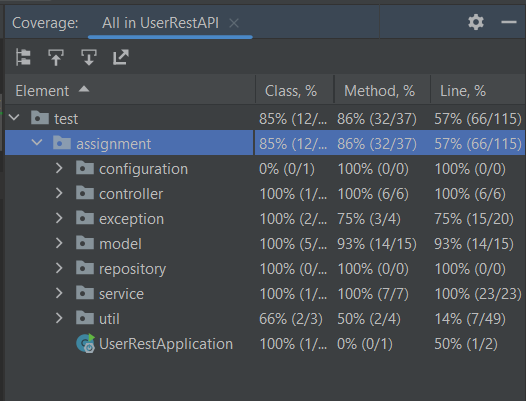 Coverage: All in UserRestAPI
Element Class, % Method, % Line, %
test 85% (12/... 86% (32/37) 57% (66/115)
assignment 85% (12/... 86% (32/37) 57% (66/115)
configuration 0% (0/1) 100% (0/0) 100% (0/0)
controller 100% (1/... 100% (6/6) 100% (6/6)
exception 100% (2/... 75% (3/4) 75% (15/20)
model 100% (5/... 93% (14/15) 93% (14/15)
repository 100% (0/... 100% (0/0) 100% (0/0)
service 100% (1/... 100% (7/7) 100% (23/23)
util 66% (2/3) 50% (2/4) 14% (7/49)
UserRestApplication 100% (1/... 0% (0/1) 50% (1/2)